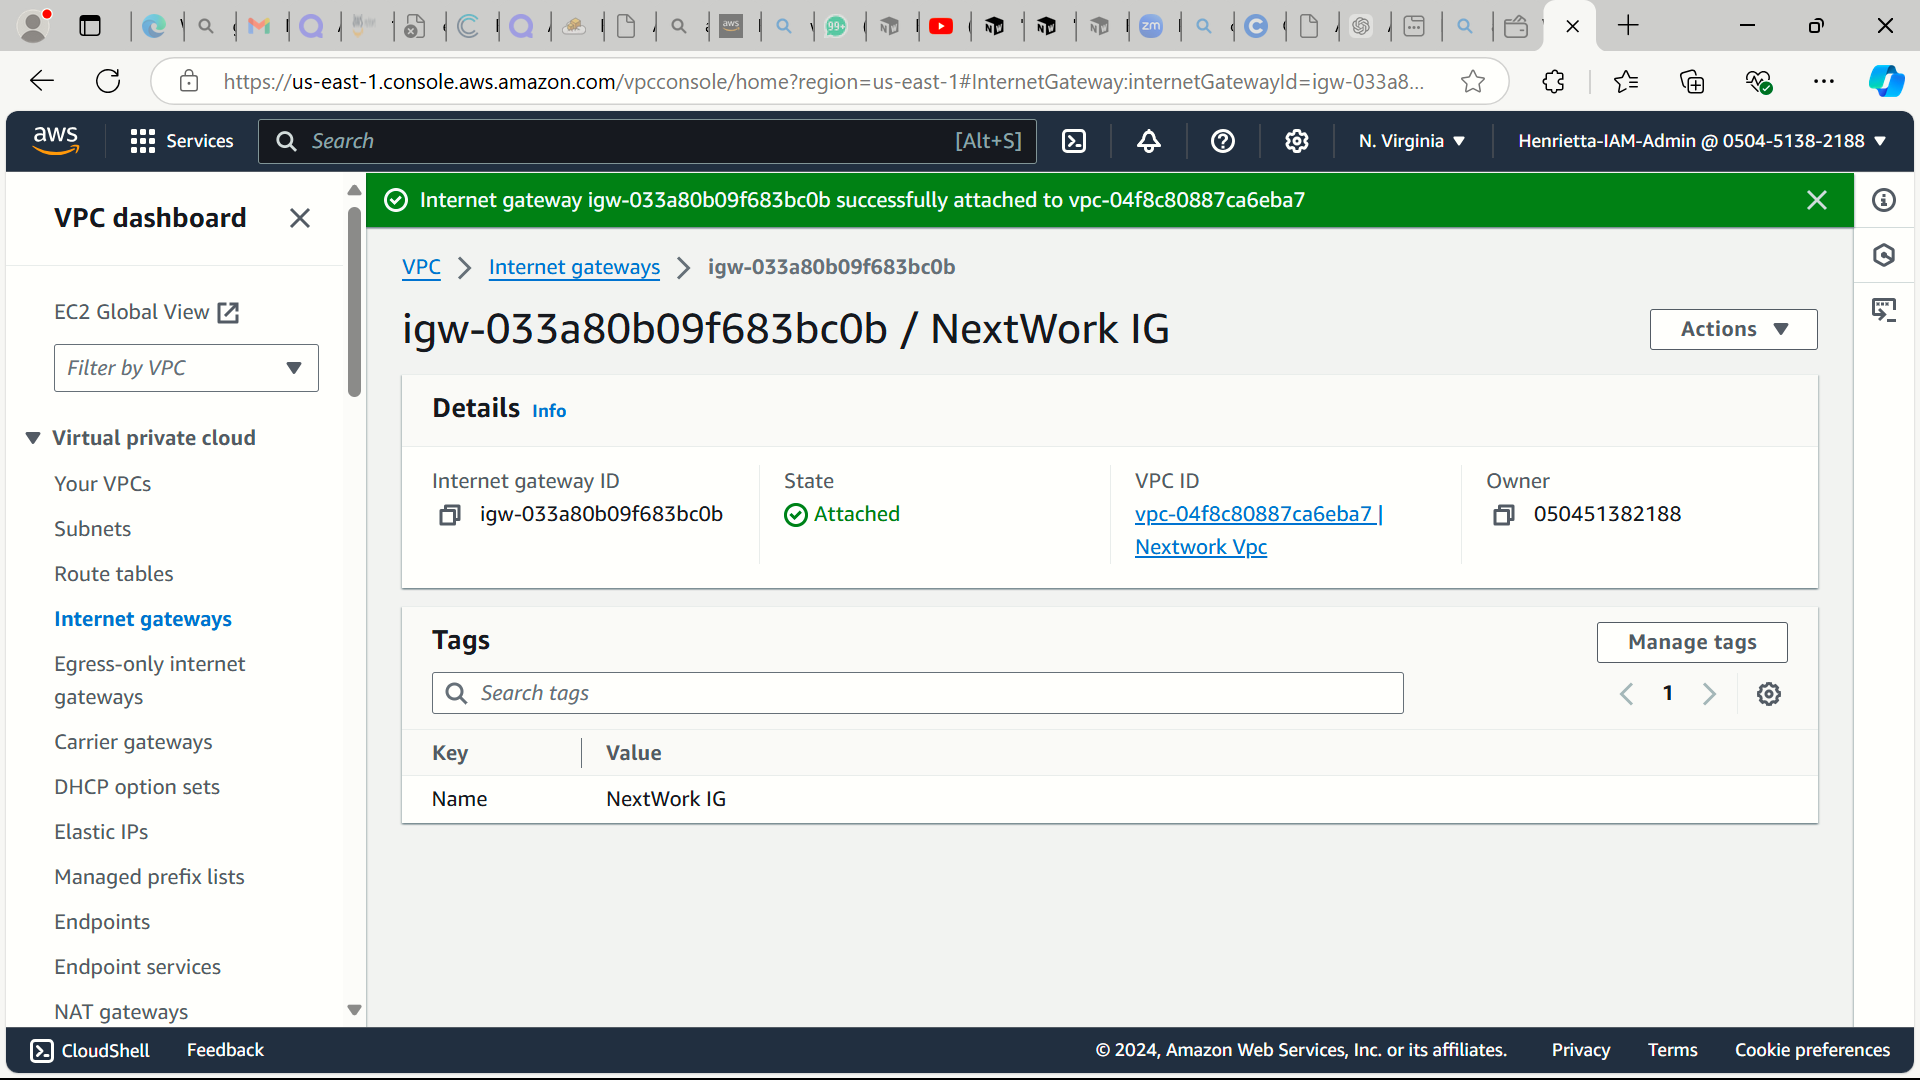 https://us-east-1.console.aws.amazon.com/vpcconsole/home?region=us-east-1#InternetGateway:internetGatewayId=igw-033a8...
aws
Services
Search
[Alt+S]
N. Virginia
Henrietta-IAM-Admin @ 0504-5138-2188
VPC dashboard
EC2 Global View
Filter by VPC
Virtual private cloud
Your VPCs
Subnets
Route tables
Internet gateways
Egress-only internet
gateways
Carrier gateways
DHCP option sets
Elastic IPs
Managed prefix lists
Endpoints
Endpoint services
NAT gateways
Internet gateway igw-033a80b09f683bc0b successfully attached to vpc-04f8c80887ca6eba7
VPC
Internet gateways
igw-033a80b09f683bc0b
igw-033a80b09f683bc0b / NextWork IG
Actions
Details Info
Internet gateway ID
igw-033a80b09f683bc0b
State
Attached
VPC ID
vpc-04f8c80887ca6eba7 |
Nextwork Vpc
Owner
050451382188
Tags
Manage tags
Search tags
1
Key
Value
Name
NextWork IG
CloudShell
Feedback
© 2024, Amazon Web Services, Inc. or its affiliates.
Privacy
Terms
Cookie preferences